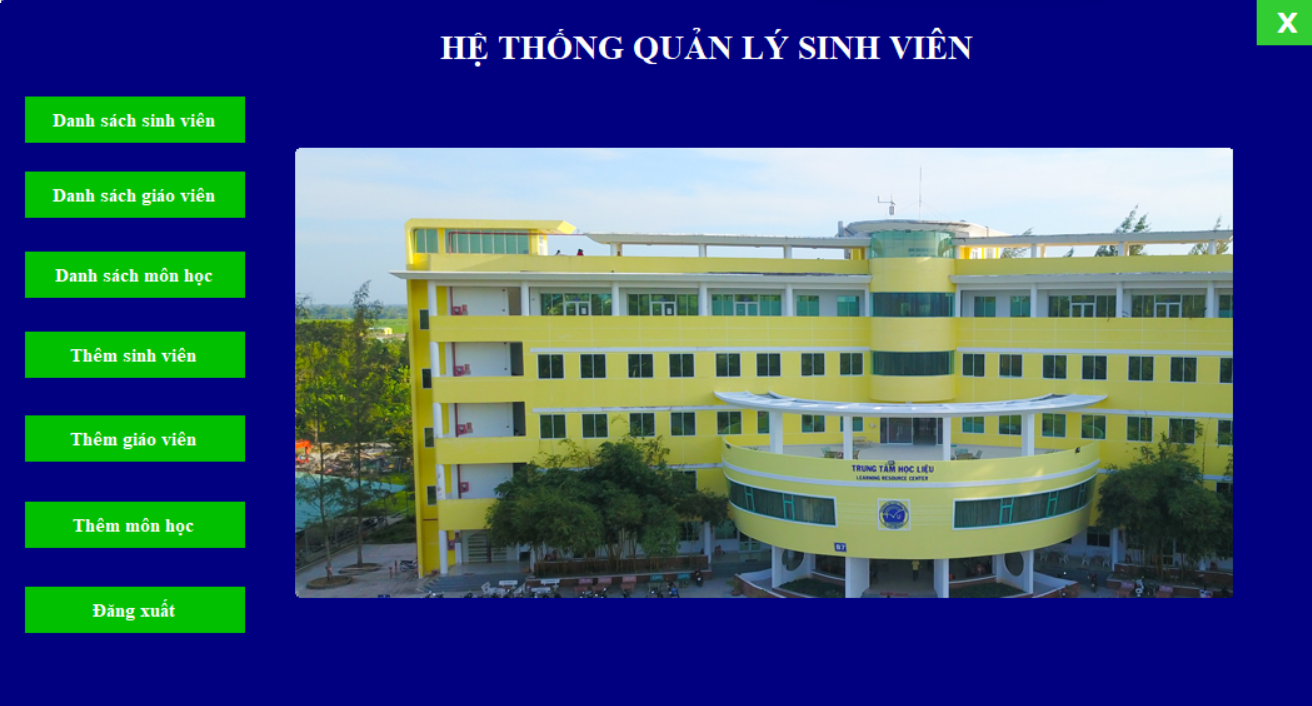 X
HỆ THỐNG QUẢN LÝ SINH VIÊN
Danh sách sinh viên
Danh sách giáo viên
Danh sách môn học
Thêm sinh viên
Thêm giáo viên
Thêm môn học
Đăng xuất
TRUNG TÂM HỌC LIỆU
LEARNING RESOURCE CENTER
TVU